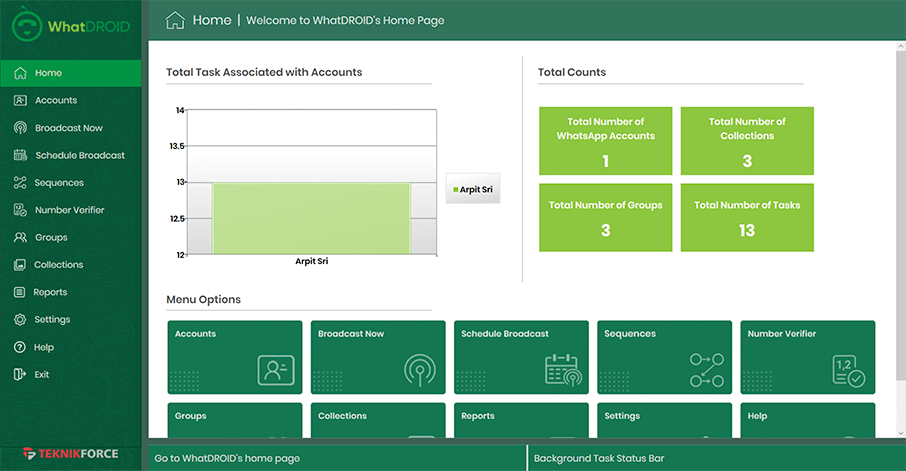 WhatDROID
Home | Welcome to WhatDROID's Home Page
Home
Accounts
Broadcast Now
Schedule Broadcast
Sequences
Number Verifier
Groups
Collections
Reports
Settings
Help
Exit
TEKNIKFORCE
Total Task Associated with Accounts
14
13.5
13
12.5
12
Arpit Sri
Arpit Sri
Total Counts
Total Number of
WhatsApp Accounts
1
Total Number of
Collections
3
Total Number of Groups
3
Total Number of Tasks
13
Menu Options
Accounts
Broadcast Now
Schedule Broadcast
Sequences
Number Verifier
1,2
Groups
Collections
Reports
Settings
Help
Go to WhatDROID's home page
Background Task Status Bar